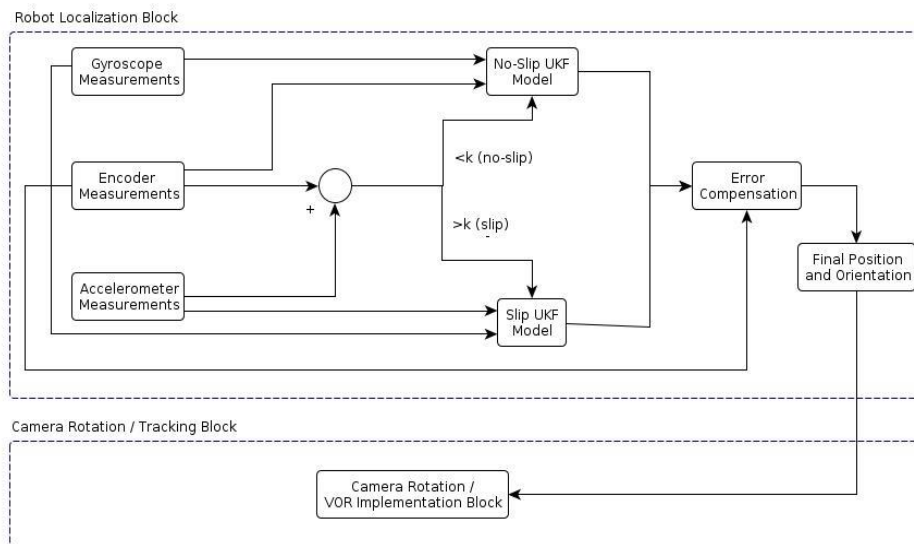 Robot Localization Block
Gyroscope
Measurements
No-Slip UKF
Model
<k (no-slip)
Encoder
Measurements
+
Error
Compensation
>k (slip)
-
Final Position
and Orientation
Accelerometer
Measurements
Slip UKF
Model
Camera Rotation / Tracking Block
Camera Rotation /
VOR Implementation Block